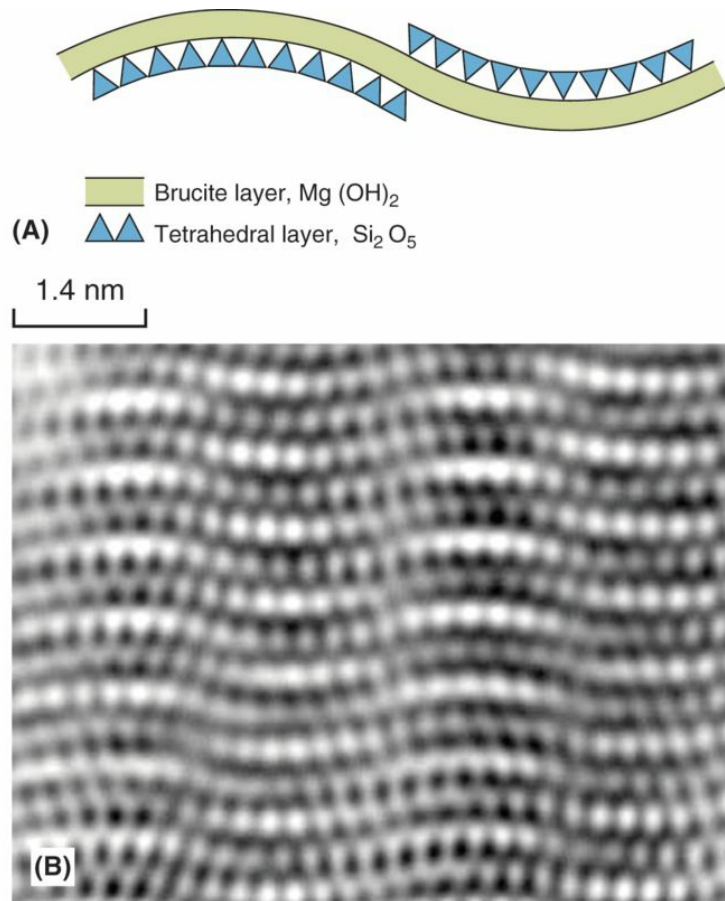 Brucite layer, Mg (OH)₂
(A) Tetrahedral layer, Si₂ O₅
1.4 nm
(B)